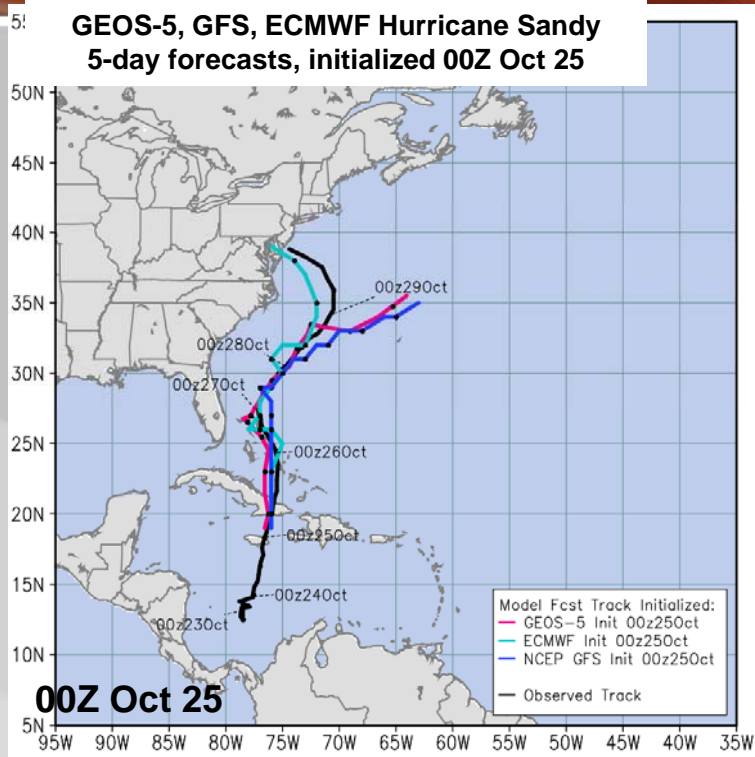 GEOS-5, GFS, ECMWF Hurricane Sandy
5-day forecasts, initialized 00Z Oct 25
50N
45N
40N
35N
30N
25N
20N
15N
10N
5N
00z29Oct
00z28Oct
00z27Oct
00z26Oct
00z25Oct
00z24Oct
00z23Oct
Model Fcst Track Initialized:
GEOS-5 Init 00z25Oct
ECMWF Init 00z25Oct
NCEP GFS Init 00z25Oct
Observed Track
00Z Oct 25
95W 90W 85W 80W 75W 70W 65W 60W 55W 50W 45W 40W 35W